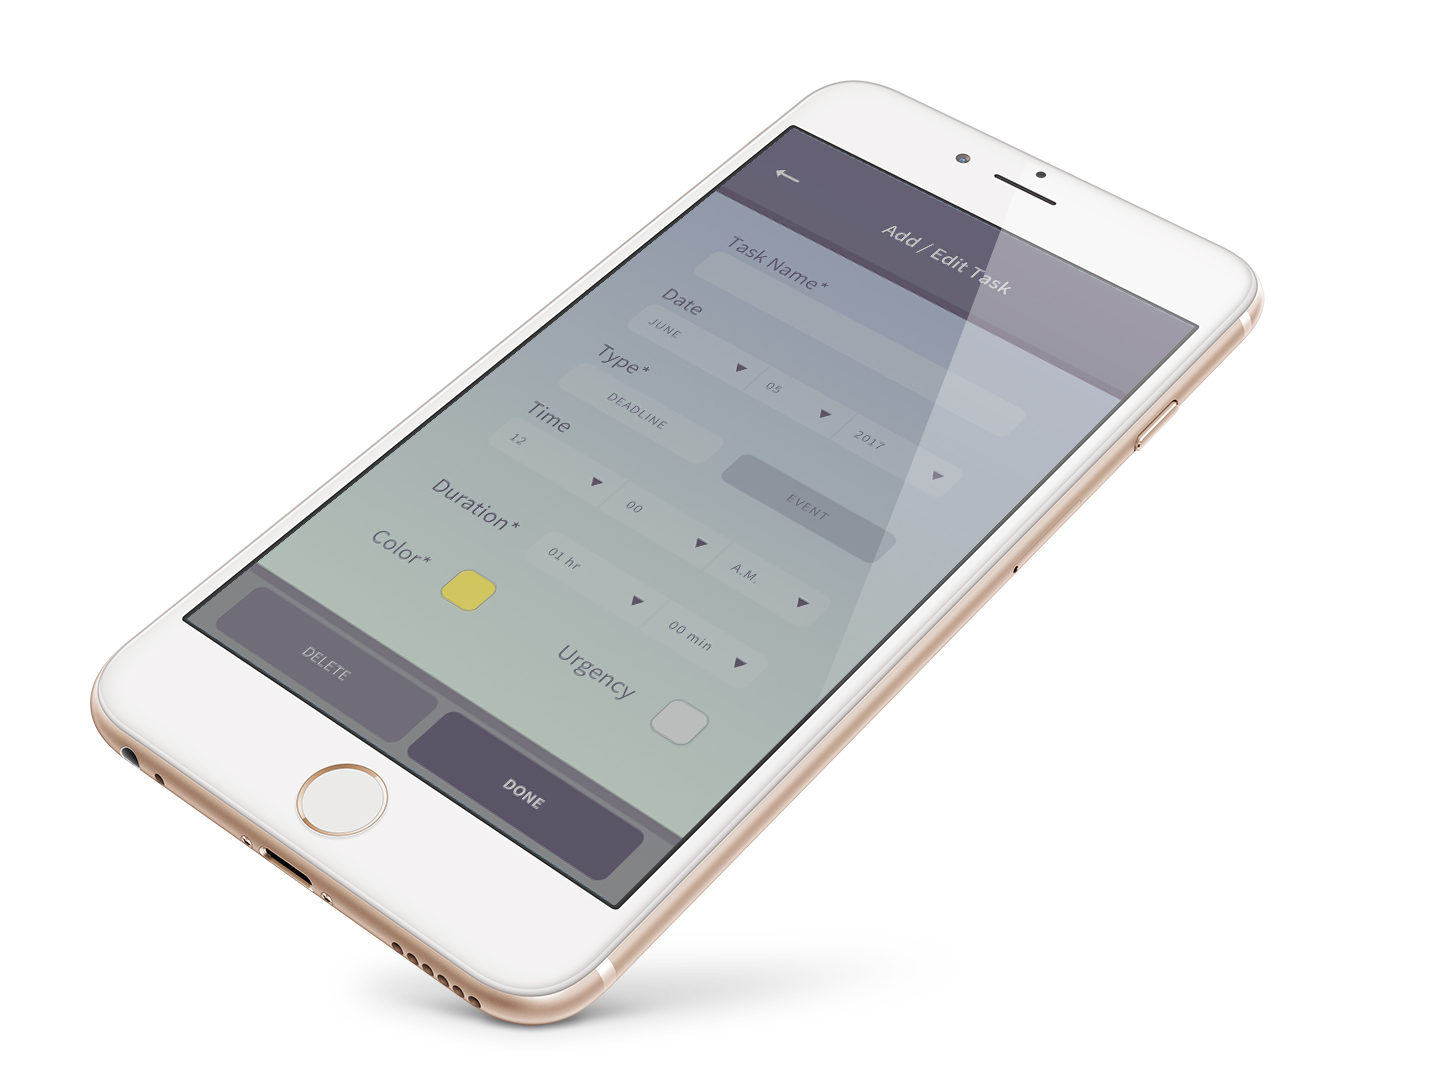 Add / Edit Task
Task Name*
Date
JUNE 05 2017
Type*
DEADLINE EVENT
Time
12 00 A.M.
Duration* 01 hr 00 min
Color* Urgency
DELETE DONE